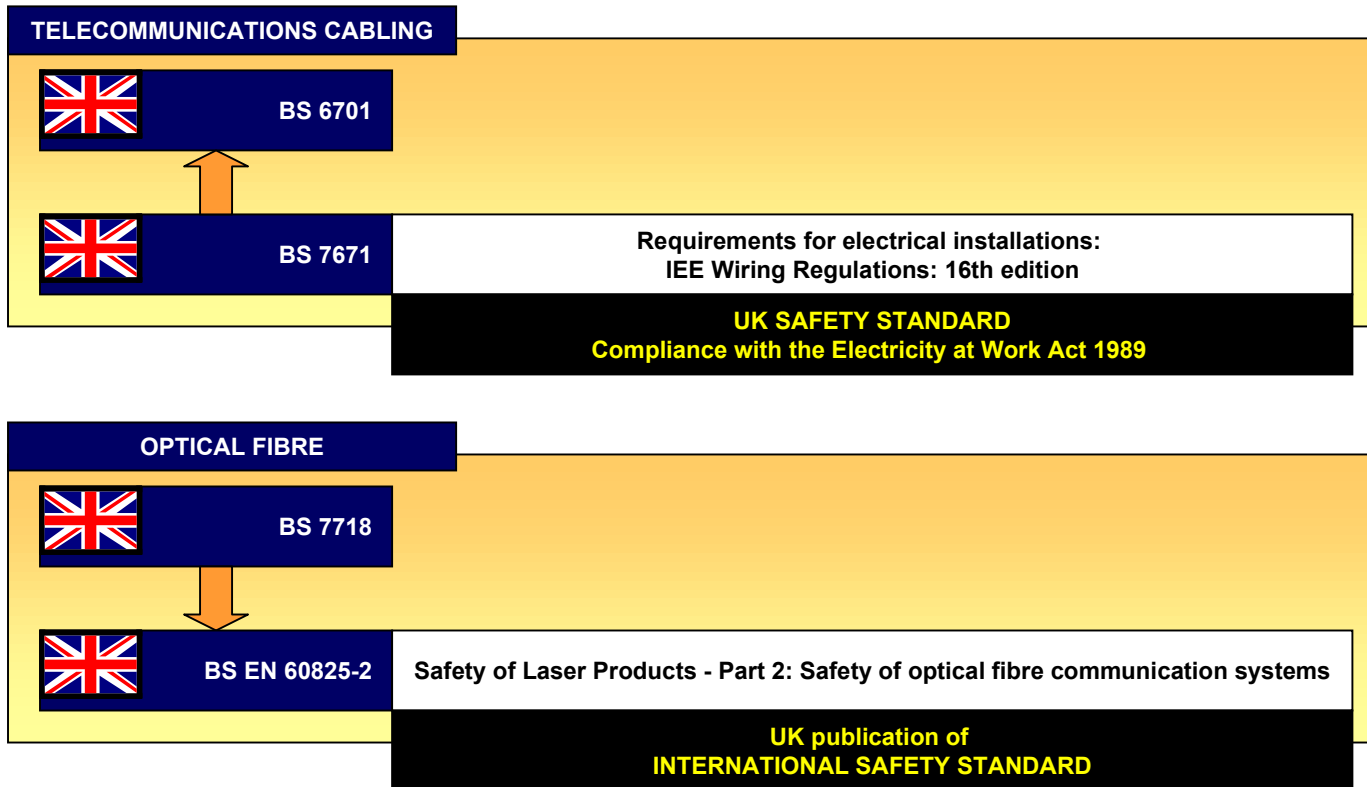 TELECOMMUNICATIONS CABLING
BS 6701
BS 7671
Requirements for electrical installations:
IEE Wiring Regulations: 16th edition
UK SAFETY STANDARD
Compliance with the Electricity at Work Act 1989
OPTICAL FIBRE
BS 7718
BS EN 60825-2
Safety of Laser Products - Part 2: Safety of optical fibre communication systems
UK publication of
INTERNATIONAL SAFETY STANDARD